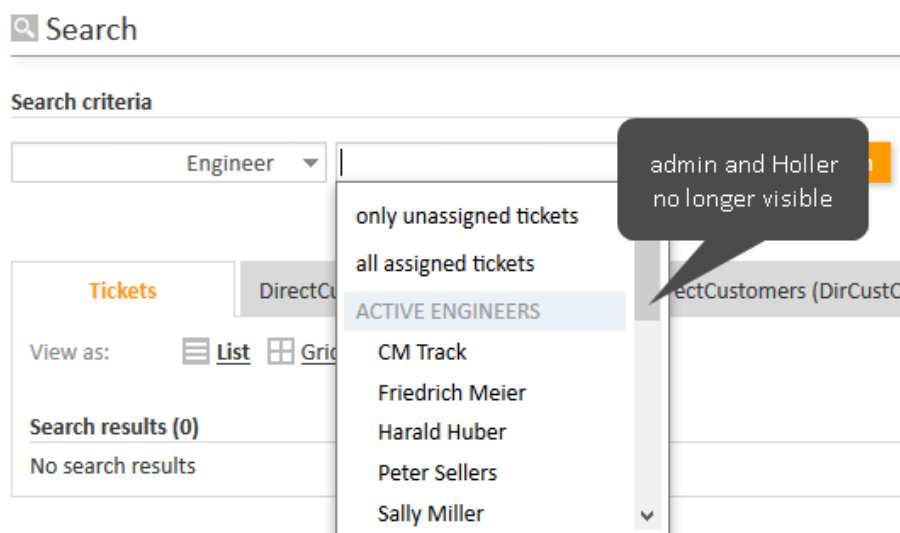 Search
Search criteria
Engineer
admin and Holler
no longer visible
only unassigned tickets
all assigned tickets
Tickets
ACTIVE ENGINEERS
View as:
List
CM Track
Friedrich Meier
Harald Huber
Search results (0)
No search results
Peter Sellers
Sally Miller